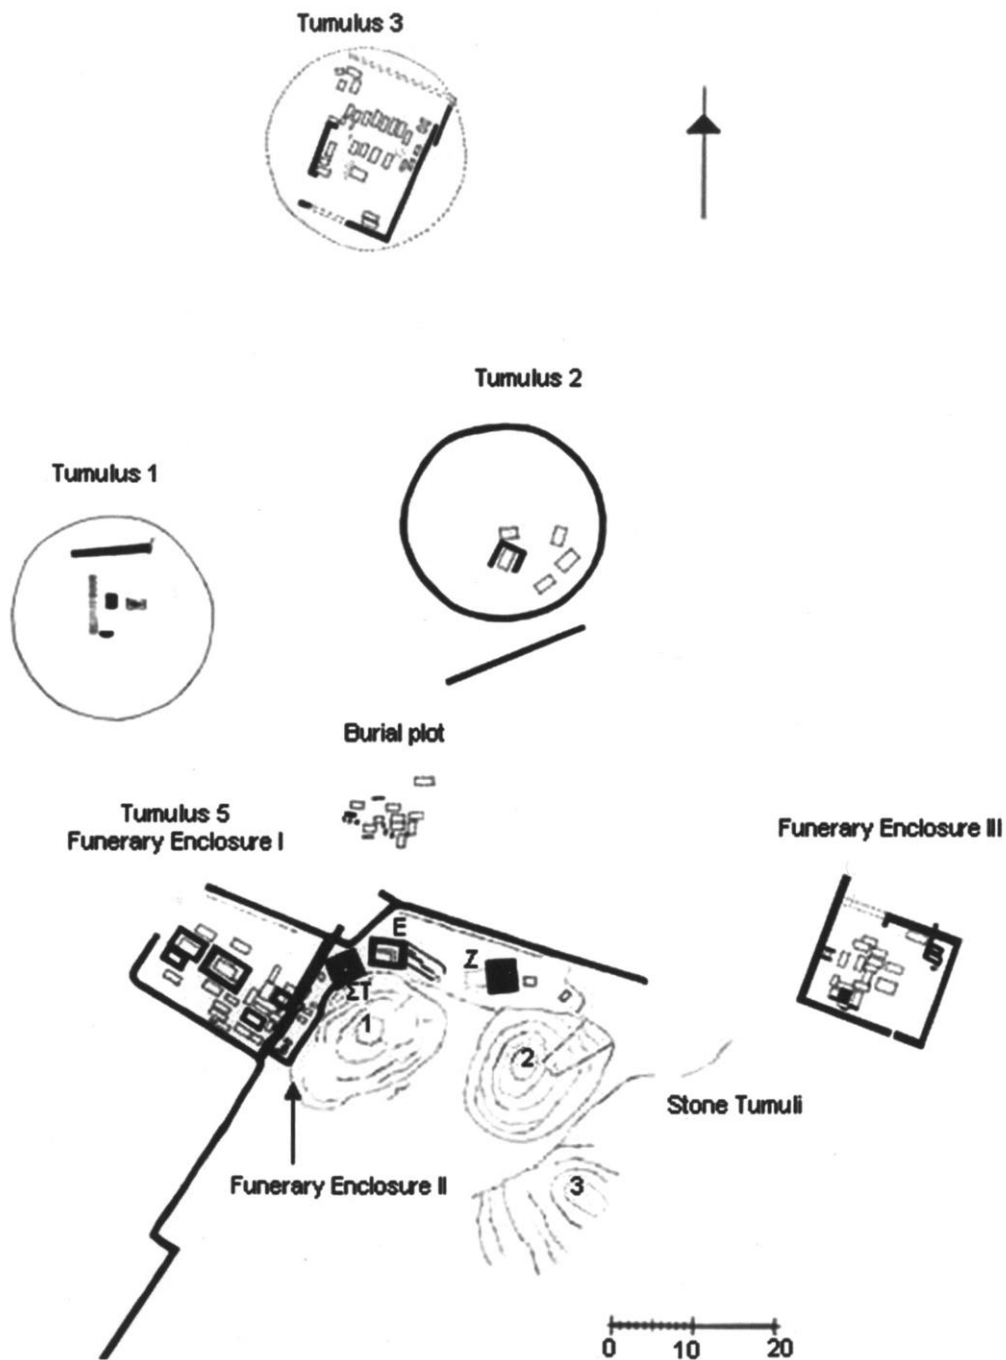 Tumulus 3
Tumulus 2
Tumulus 1
Burial plot
Tumulus 5
Funerary Enclosure I
Funerary Enclosure III
E
Z
ΣΤ
1
2
Stone Tumuli
Funerary Enclosure II
3
0 10 20